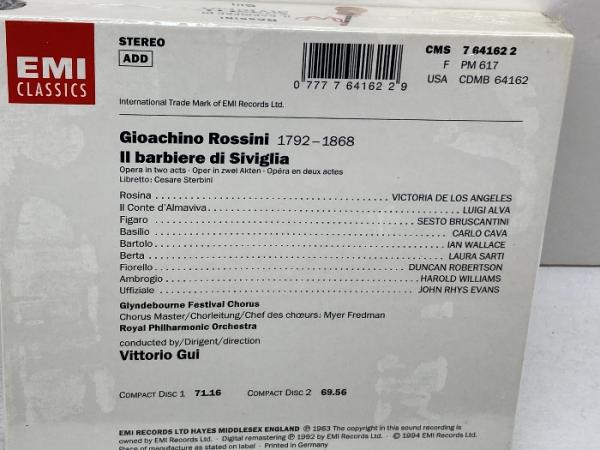 EMI
CLASSICS
STEREO
ADD
0 777 7 64162 2 9
CMS 7 64162 2
F PM 617
USA CDMB 64162
International Trade Mark of EMI Records Ltd.
Gioachino Rossini 1792–1868
Il barbiere di Siviglia
Opera in two acts · Oper in zwei Akten · Opéra en deux actes
Libretto: Cesare Sterbini
Rosina VICTORIA DE LOS ANGELES
Il Conte d'Almaviva LUIGI ALVA
Figaro SESTO BRUSCANTINI
Basilio CARLO CAVA
Bartolo IAN WALLACE
Berta LAURA SARTI
Fiorello DUNCAN ROBERTSON
Ambrogio HAROLD WILLIAMS
Uffiziale JOHN RHYS EVANS
Glyndebourne Festival Chorus
Chorus Master/Chorleitung/Chef des chœurs: Myer Fredman
Royal Philharmonic Orchestra
conducted by/Dirigent/direction
Vittorio Gui
COMPACT DISC 1 71.16 COMPACT DISC 2 69.56
EMI RECORDS LTD HAYES MIDDLESEX ENGLAND ℗ 1963 The copyright in this sound recording is
owned by EMI Records Ltd. · Digital remastering ℗ 1992 by EMI Records Ltd. · © 1994 EMI Records Ltd.
Place of manufacture as stated on label · Printed in Germany